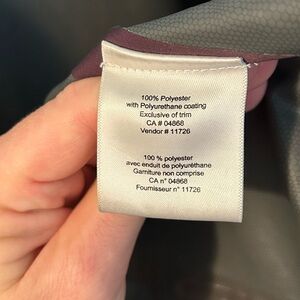 100% Polyester
with Polyurethane coating
Exclusive of trim
CA # 04868
Vendor # 11726
100 % polyester
avec enduit de polyuréthane
Garniture non comprise
CA n° 04868
Fournisseur n° 11726